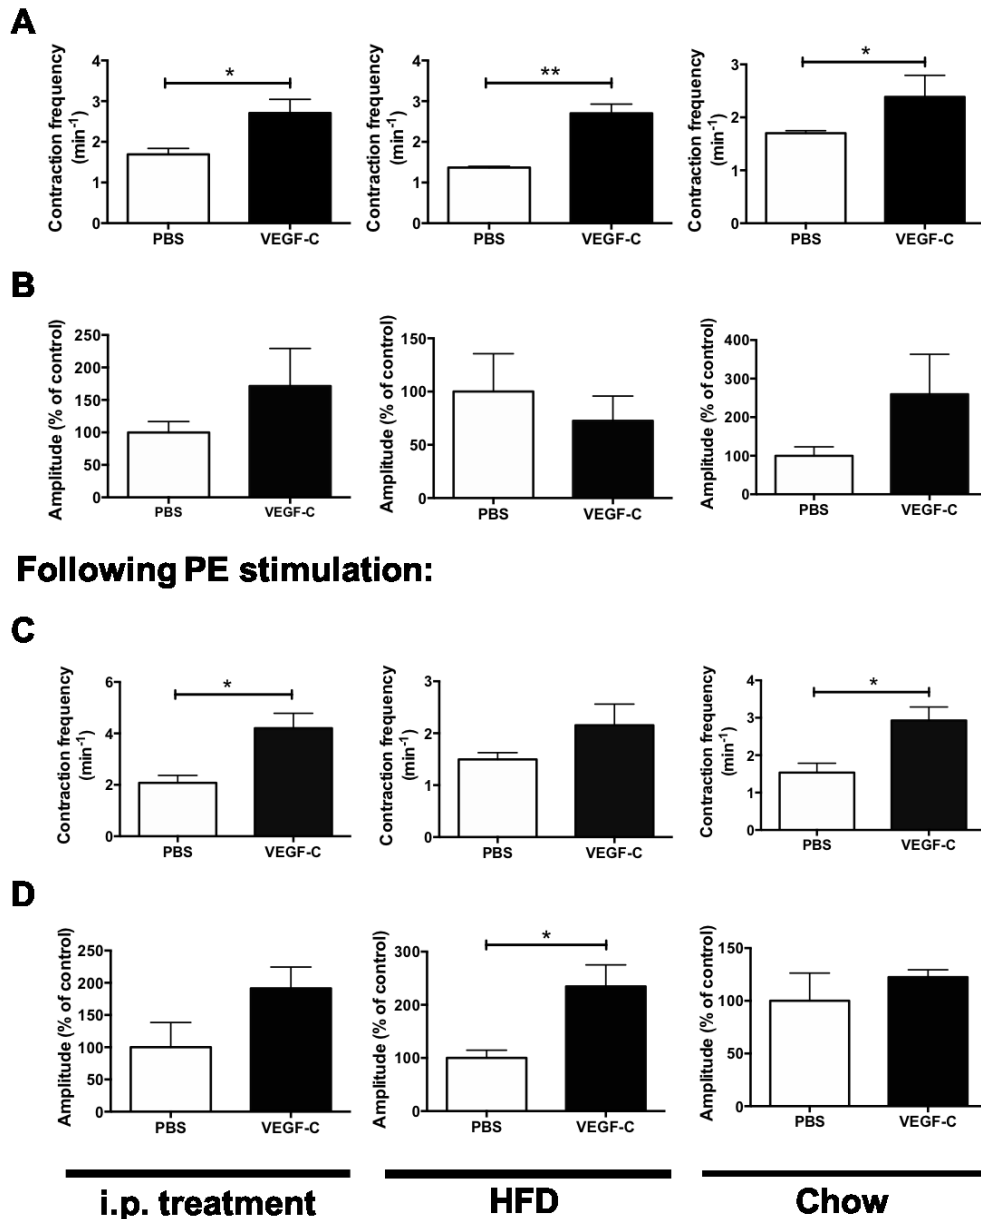 A
Contraction frequency
(min-1)
4
3
2
1
0
*
PBS VEGF-C
Contraction frequency
(min-1)
4
3
2
1
0
**
PBS VEGF-C
Contraction frequency
(min-1)
3
2
1
0
*
PBS VEGF-C
B
Amplitude (% of control)
250
200
150
100
50
0
PBS VEGF-C
Amplitude (% of control)
150
100
50
0
PBS VEGF-C
Amplitude (% of control)
400
300
200
100
0
PBS VEGF-C
Following PE stimulation:
C
Contraction frequency
(min-1)
6
4
2
0
*
PBS VEGF-C
Contraction frequency
(min-1)
3
2
1
0
PBS VEGF-C
Contraction frequency
(min-1)
4
3
2
1
0
*
PBS VEGF-C
D
Amplitude (% of control)
250
200
150
100
50
0
PBS VEGF-C
Amplitude (% of control)
300
200
100
0
*
PBS VEGF-C
Amplitude (% of control)
150
100
50
0
PBS VEGF-C
i.p. treatment HFD Chow